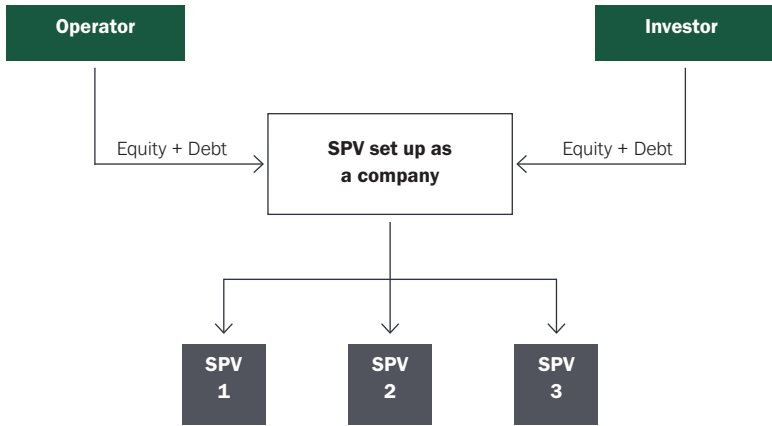 Operator
Investor
Equity + Debt
SPV set up as
a company
Equity + Debt
SPV
1
SPV
2
SPV
3